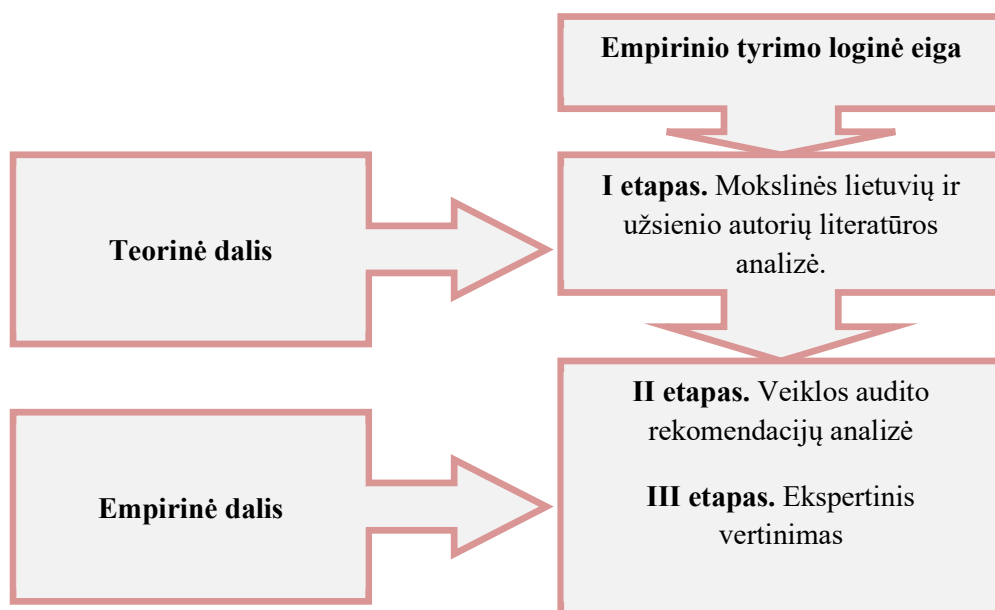 Empirinio tyrimo loginė eiga
Teorinė dalis
I etapas. Mokslinės lietuvių ir
užsienio autorių literatūros
analizė.
Empirinė dalis
II etapas. Veiklos audito
rekomendacijų analizė
III etapas. Ekspertinis
vertinimas